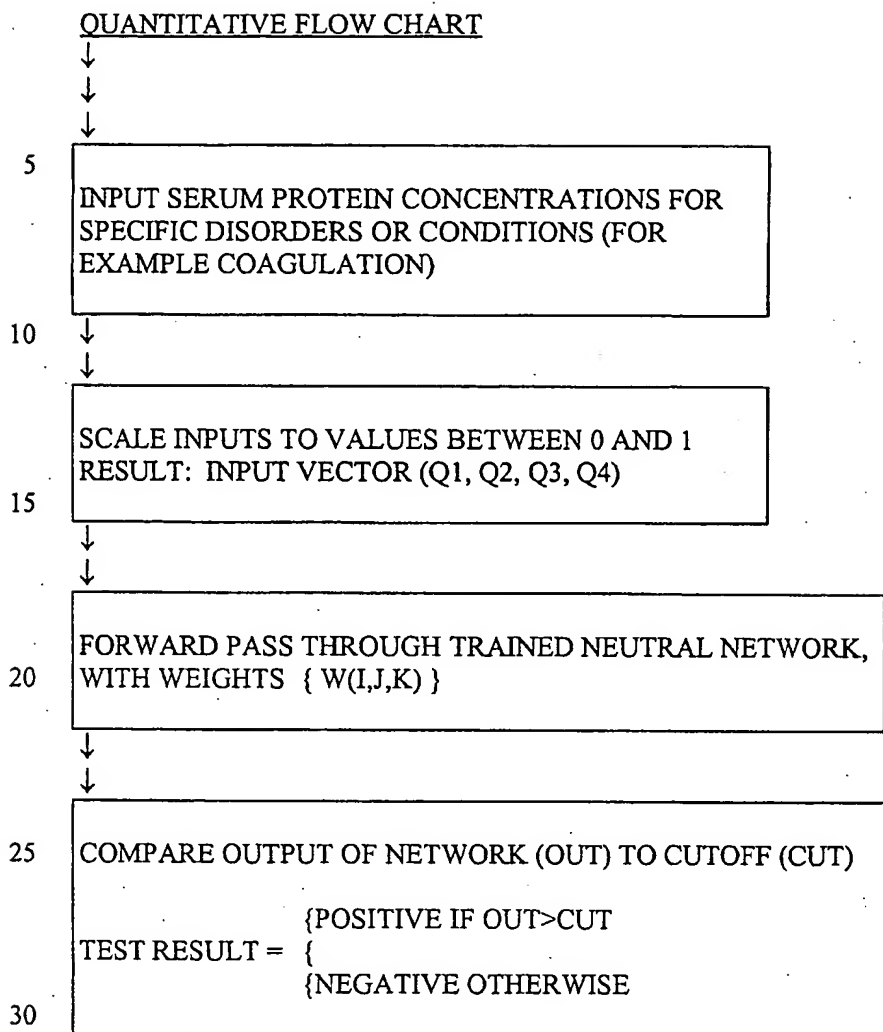 QUANTITATIVE FLOW CHART
↓
↓
↓
5
INPUT SERUM PROTEIN CONCENTRATIONS FOR
SPECIFIC DISORDERS OR CONDITIONS (FOR
EXAMPLE COAGULATION)
10 ↓
↓
SCALE INPUTS TO VALUES BETWEEN 0 AND 1
RESULT: INPUT VECTOR (Q1, Q2, Q3, Q4)
15
↓
↓
FORWARD PASS THROUGH TRAINED NEUTRAL NETWORK,
20 WITH WEIGHTS { W(I,J,K) }
↓
↓
25 COMPARE OUTPUT OF NETWORK (OUT) TO CUTOFF (CUT)
{POSITIVE IF OUT>CUT
TEST RESULT = {
{NEGATIVE OTHERWISE
30